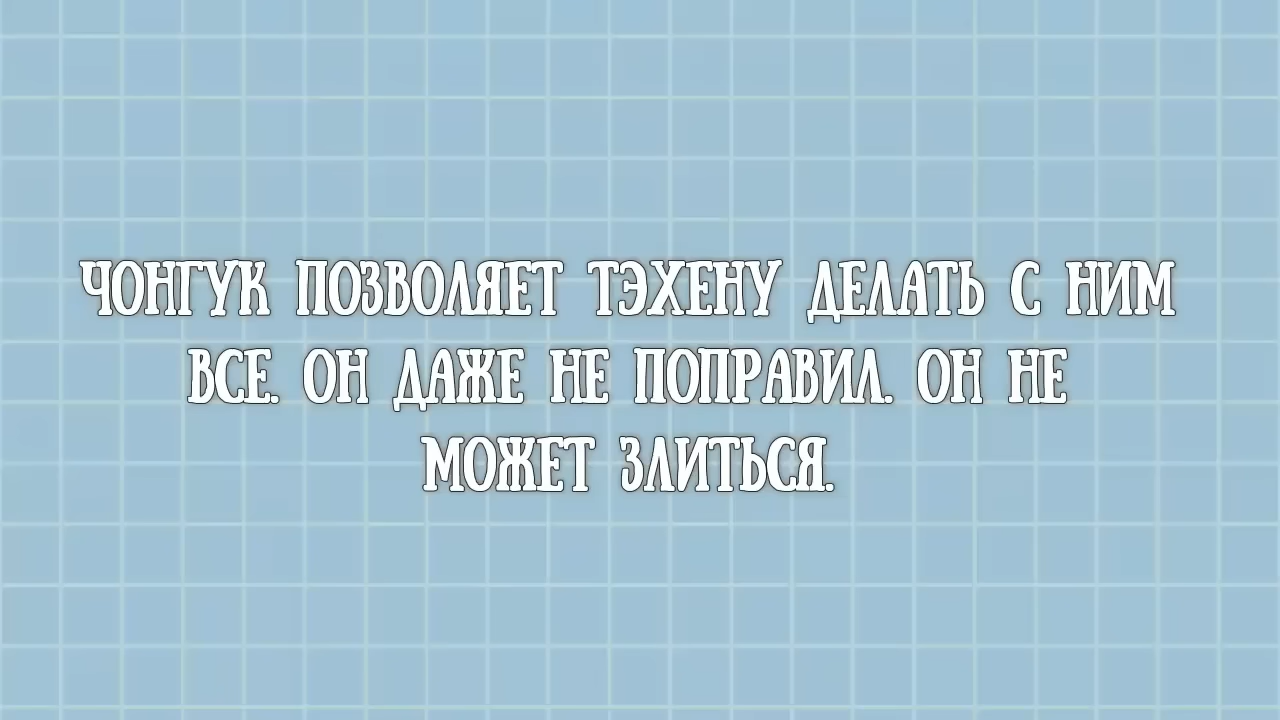 ЧОНГУК ПОЗВОЛЯЕТ ТЭХЕНУ ДЕЛАТЬ С НИМ
ВСЕ. ОН ДАЖЕ НЕ ПОПРАВИЛ. ОН НЕ
МОЖЕТ ЗЛИТЬСЯ.